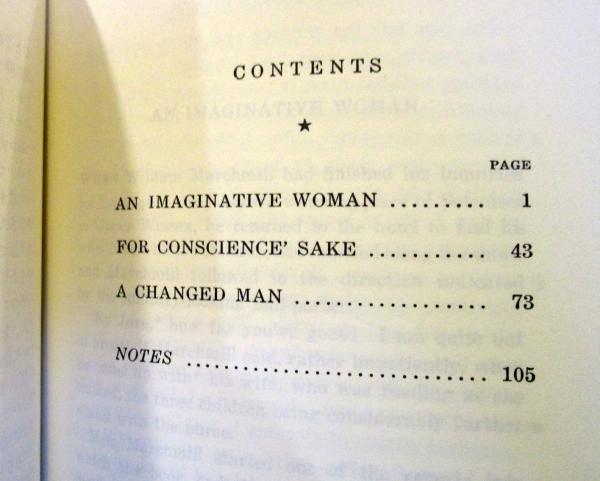 CONTENTS
★
PAGE
AN IMAGINATIVE WOMAN .......... 1
FOR CONSCIENCE' SAKE ........... 43
A CHANGED MAN .................. 73
NOTES ............................ 105